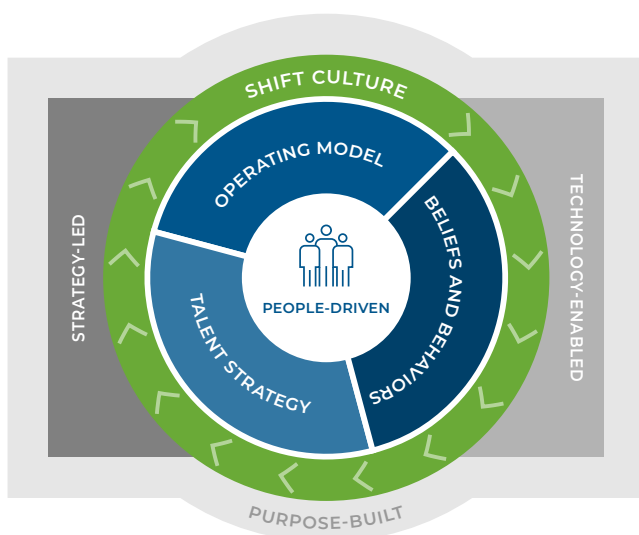 SHIFT CULTURE
OPERATING MODEL
BELIEFS AND BEHAVIORS
TALENT STRATEGY
PEOPLE-DRIVEN
STRATEGY-LED
TECHNOLOGY-ENABLED
PURPOSE-BUILT